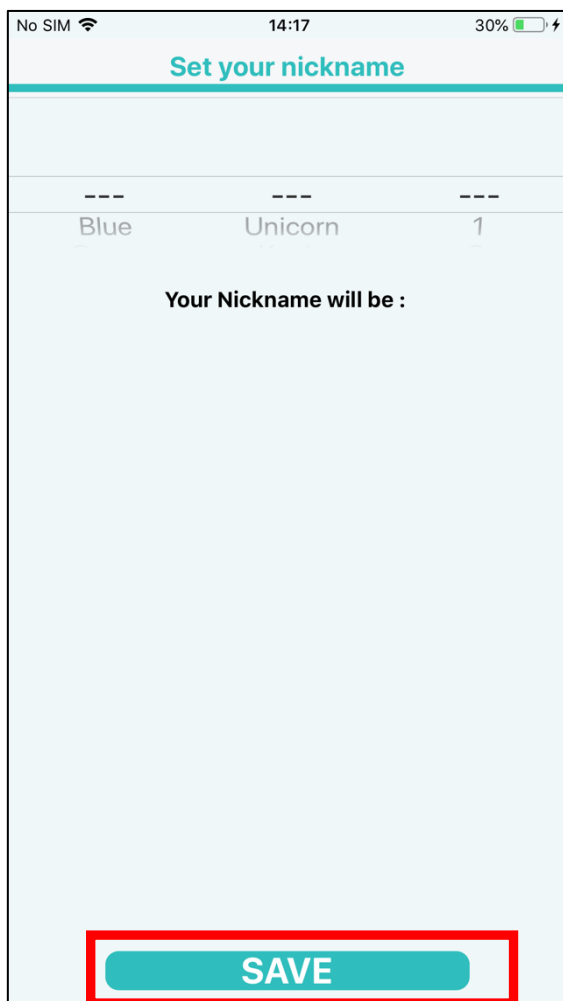 No SIM 14:17 30%
Set your nickname
--- --- ---
Blue Unicorn 1
Your Nickname will be :
SAVE